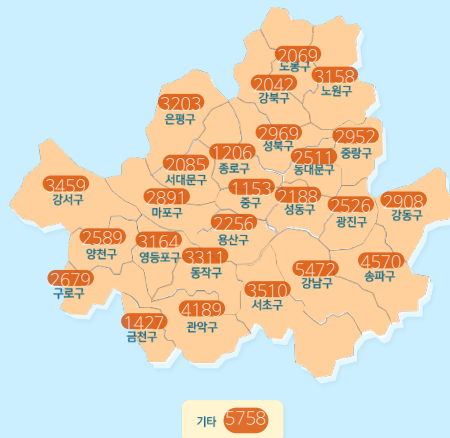 2069
도봉구
2042
강북구
3158
노원구
3203
은평구
2969
성북구
2952
중랑구
1206
종로구
2511
동대문구
2085
서대문구
3459
강서구
2891
마포구
1153
중구
2188
성동구
2526
광진구
2908
강동구
2256
용산구
2589
양천구
3164
영등포구
3311
동작구
2679
구로구
5472
강남구
4570
송파구
3510
서초구
4189
관악구
1427
금천구
기타 5758